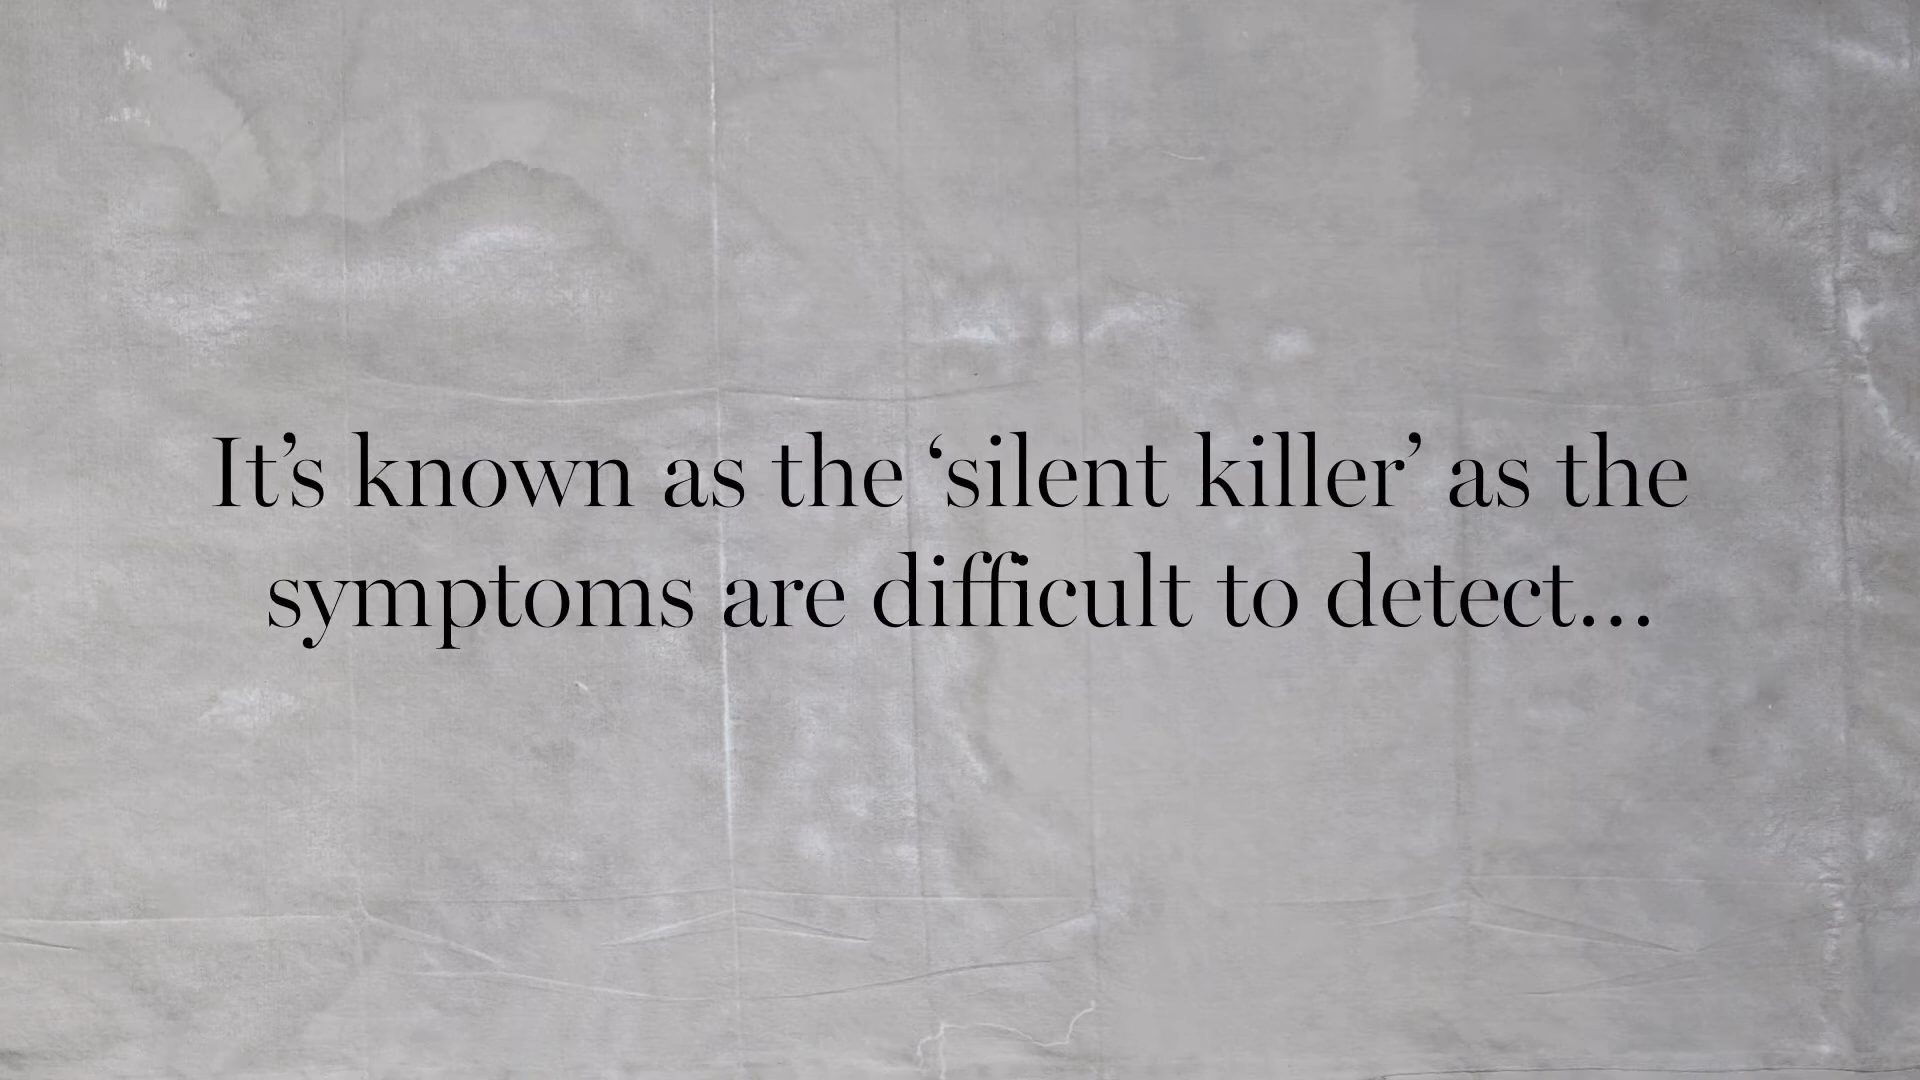 It’s known as the ‘silent killer’ as the
symptoms are difficult to detect...